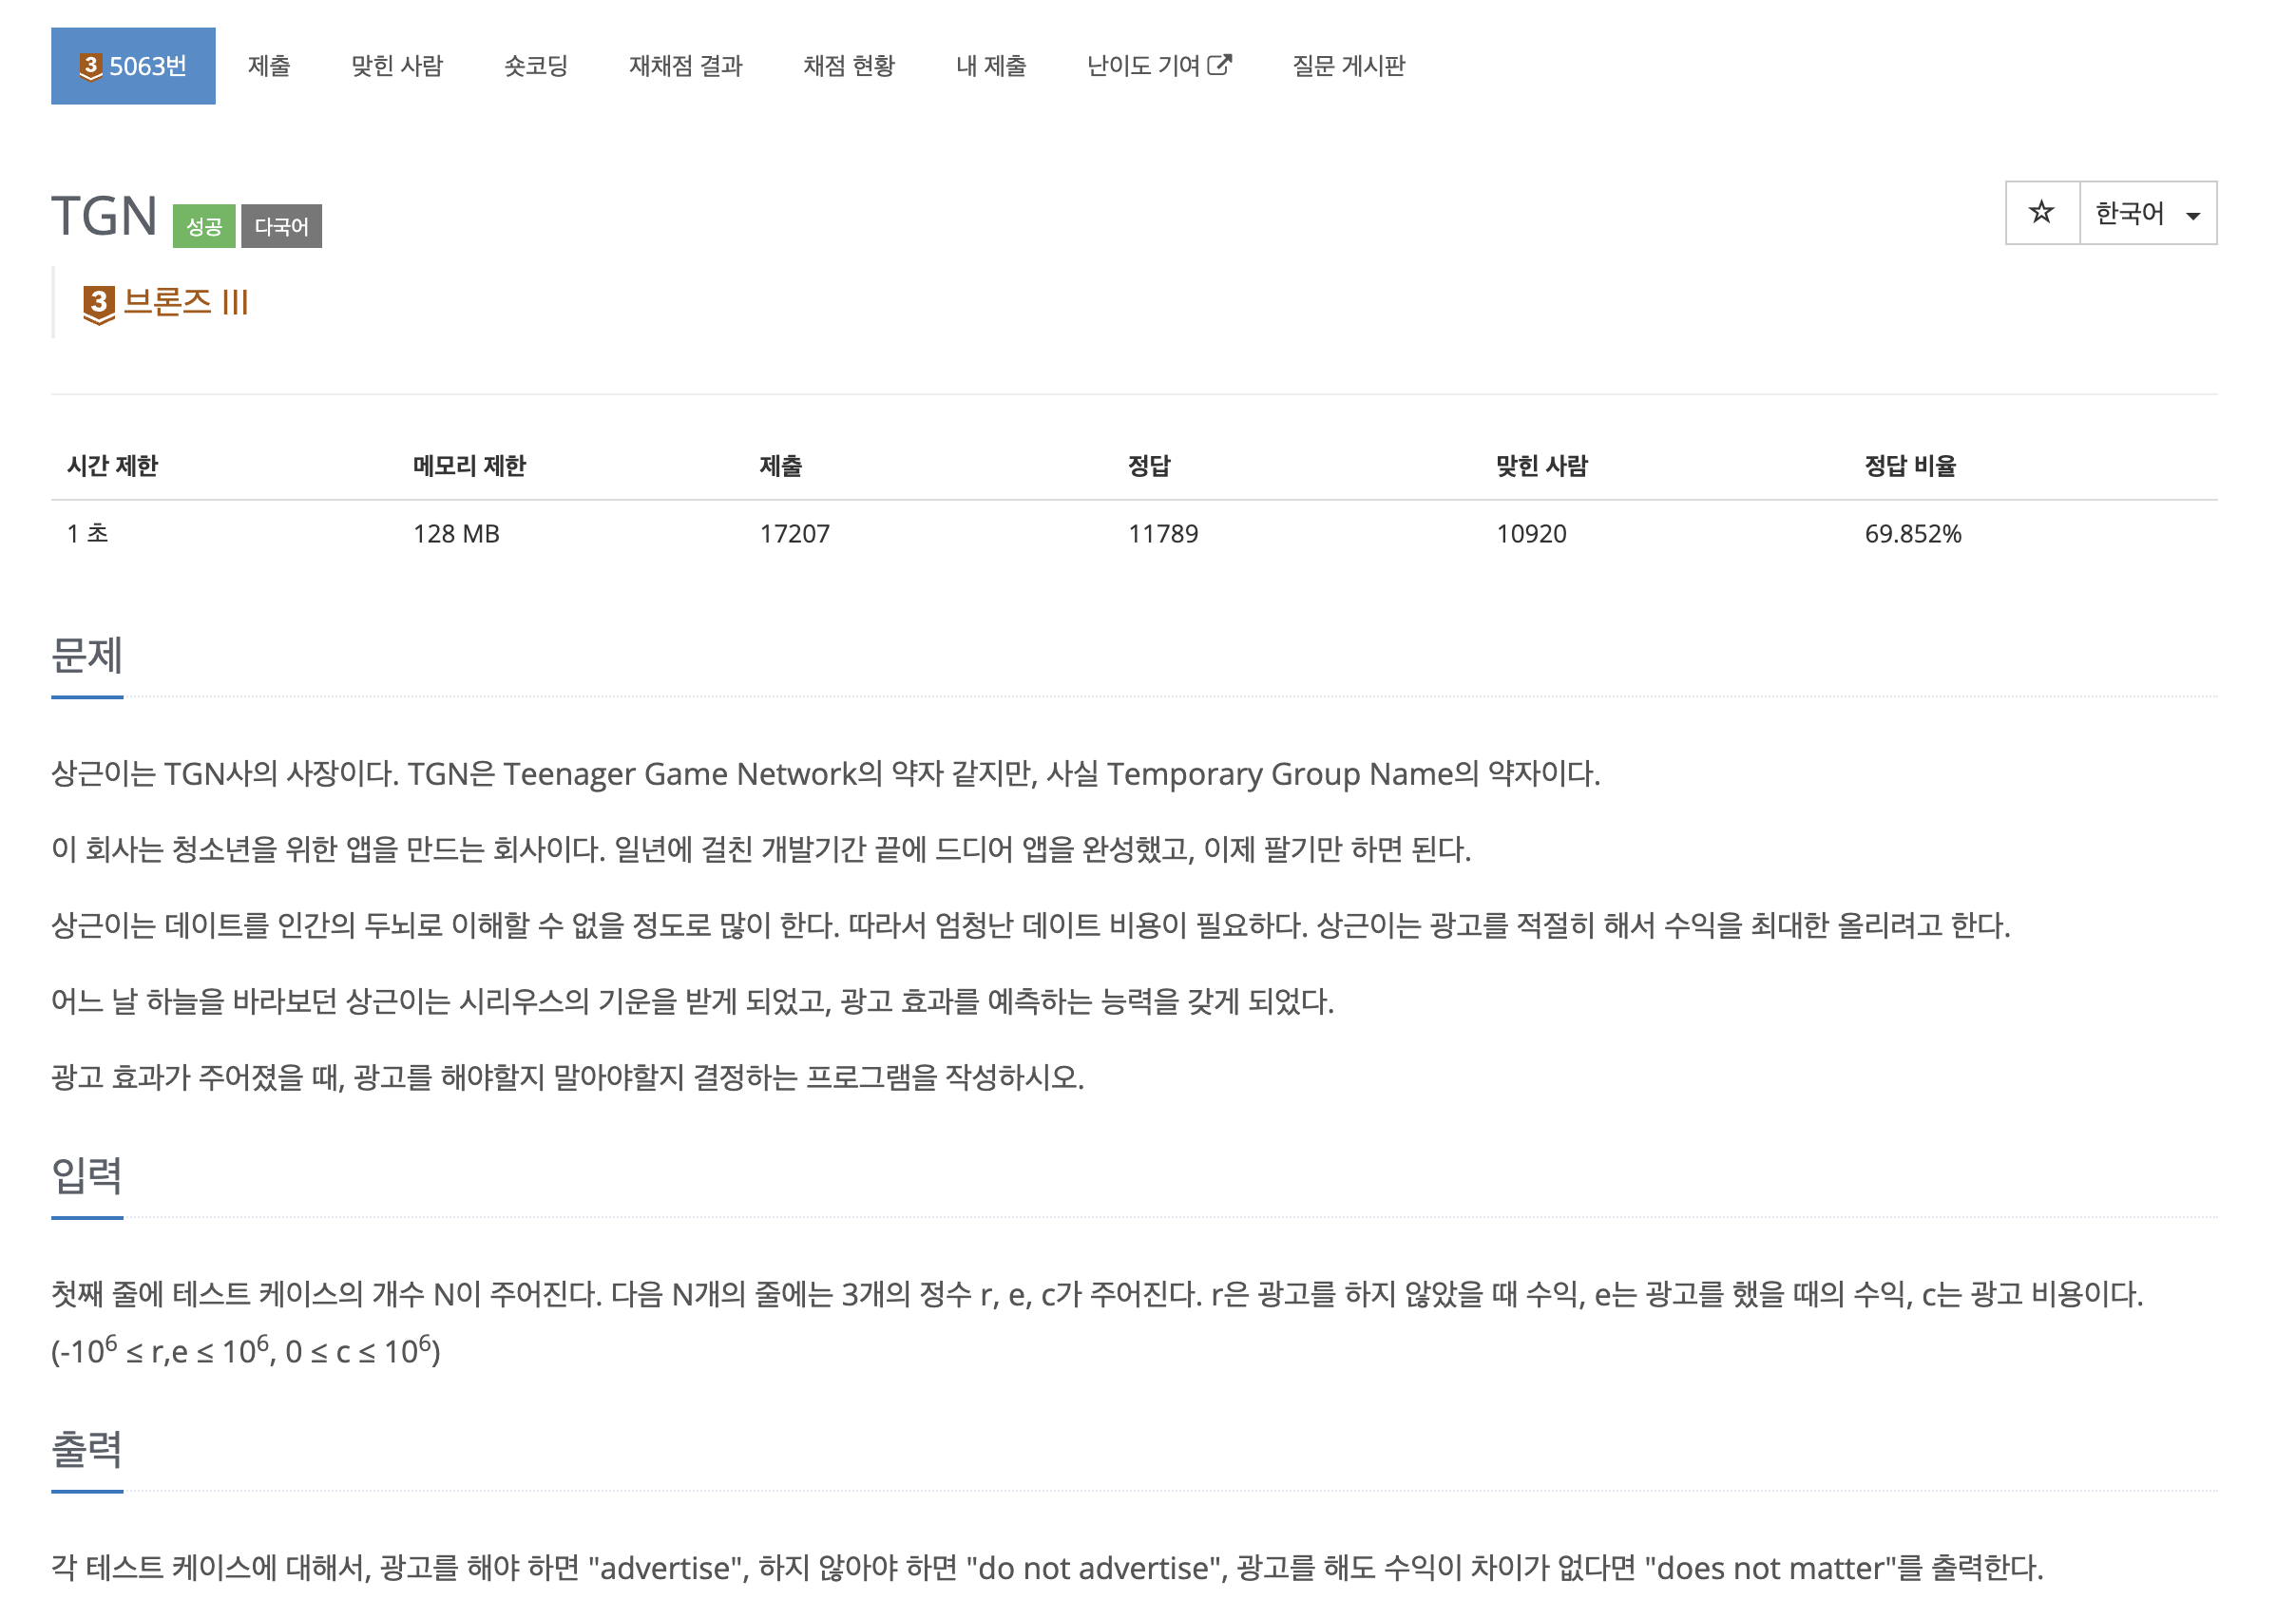 3 5063번 제출 맞힌 사람 숏코딩 재채점 결과 채점 현황 내 제출 난이도 기여 질문 게시판
TGN 성공 다국어 ☆ 한국어
3 브론즈 III
시간 제한 메모리 제한 제출 정답 맞힌 사람 정답 비율
1 초 128 MB 17207 11789 10920 69.852%
문제
상근이는 TGN사의 사장이다. TGN은 Teenager Game Network의 약자 같지만, 사실 Temporary Group Name의 약자이다.
이 회사는 청소년을 위한 앱을 만드는 회사이다. 일년에 걸친 개발기간 끝에 드디어 앱을 완성했고, 이제 팔기만 하면 된다.
상근이는 데이트를 인간의 두뇌로 이해할 수 없을 정도로 많이 한다. 따라서 엄청난 데이트 비용이 필요하다. 상근이는 광고를 적절히 해서 수익을 최대한 올리려고 한다.
어느 날 하늘을 바라보던 상근이는 시리우스의 기운을 받게 되었고, 광고 효과를 예측하는 능력을 갖게 되었다.
광고 효과가 주어졌을 때, 광고를 해야할지 말아야할지 결정하는 프로그램을 작성하시오.
입력
첫째 줄에 테스트 케이스의 개수 N이 주어진다. 다음 N개의 줄에는 3개의 정수 r, e, c가 주어진다. r은 광고를 하지 않았을 때 수익, e는 광고를 했을 때의 수익, c는 광고 비용이다.
(-10⁶ ≤ r,e ≤ 10⁶, 0 ≤ c ≤ 10⁶)
출력
각 테스트 케이스에 대해서, 광고를 해야 하면 "advertise", 하지 않아야 하면 "do not advertise", 광고를 해도 수익이 차이가 없다면 "does not matter"를 출력한다.